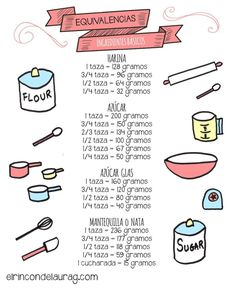 EQUIVALENCIAS
INGREDIENTES BÁSICOS
HARINA
1 taza = 128 gramos
3/4 taza = 96 gramos
1/2 taza = 64 gramos
1/4 taza = 32 gramos
FLOUR
AZÚCAR
1 taza = 200 gramos
3/4 taza = 150 gramos
2/3 taza = 134 gramos
1/2 taza = 100 gramos
1/4 taza = 50 gramos
AZÚCAR GLAS
1 taza = 160 gramos
3/4 taza = 120 gramos
1/2 taza = 80 gramos
1/4 taza = 40 gramos
MANTEQUILLA o NATA
1 taza = 236 gramos
3/4 taza = 177 gramos
1/2 taza = 118 gramos
1/4 taza = 59 gramos
1 cucharada = 15 gramos
SUGAR
elrincondelaurag.com